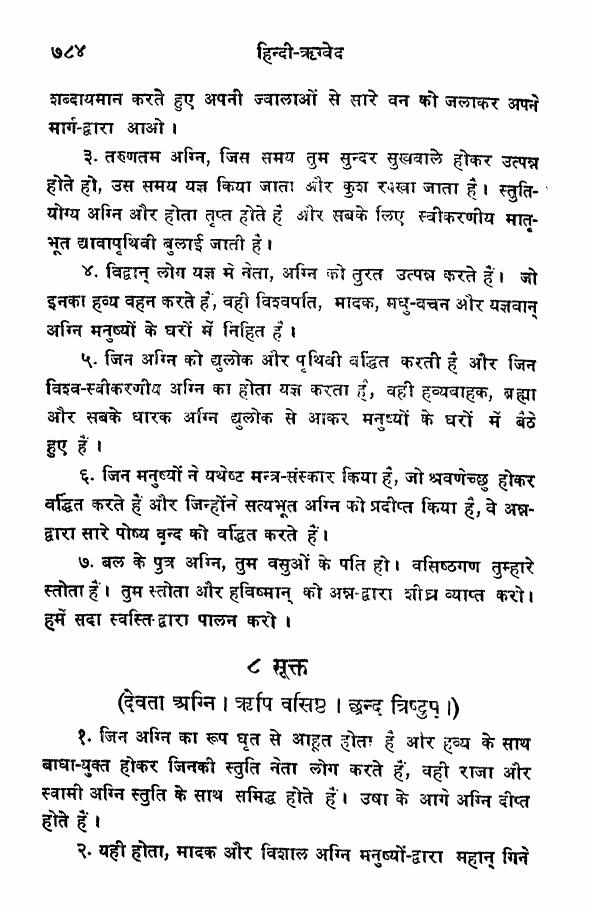 ७८४ हिन्दी-ऋग्वेद
शब्दायमान करते हुए अपनी ज्वालाओं से सारे वन को जलाकर अपने
मार्ग-द्वारा आओ ।
३. तरुणतम अग्नि, जिस समय तुम सुन्दर सुखवाले होकर उत्पन्न
होते हो, उस समय यज्ञ किया जाता और कुश रक्खा जाता है। स्तुति-
योग्य अग्नि और होता तृप्त होते हैं और सबके लिए स्वीकरणीय मातृ-
भूत द्यावापृथिवी बुलाई जाती है।
४. विद्वान् लोग यज्ञ में नेता, अग्नि को तुरत उत्पन्न करते हैं। जो
इनका हव्य वहन करते हैं, वही विश्वपति, मादक, मधु-वचन और यज्ञवान्
अग्नि मनुष्यों के घरों में निहित हैं।
५. जिन अग्नि को द्युलोक और पृथिवी वर्द्धित करती हैं और जिन
विश्व-स्वीकरणीय अग्नि का होता यज्ञ करता है, वही हव्यवाहक, ब्रह्मा
और सबके धारक अग्नि द्युलोक से आकर मनुष्यों के घरों में बैठे
हुए हैं ।
६. जिन मनुष्यों ने यथेष्ट मन्त्र-संस्कार किया है, जो श्रवणेच्छु होकर
वर्द्धित करते हैं और जिन्होंने सत्यभूत अग्नि को प्रदीप्त किया है, वे अन्न-
द्वारा सारे पोष्य वृन्द को वर्द्धित करते हैं।
७. बल के पुत्र अग्नि, तुम वसुओं के पति हो। वसिष्ठगण तुम्हारे
स्तोता हैं। तुम स्तोता और हविष्मान् को अन्न-द्वारा शीघ्र व्याप्त करो।
हमें सदा स्वस्ति-द्वारा पालन करो ।
८ सूक्त
(देवता अग्नि । ऋषि वसिष्ठ । छन्द त्रिष्टुप् ।)
१. जिन अग्नि का रूप घृत से आहूत होता है और हव्य के साथ
बाधा-युक्त होकर जिनकी स्तुति नेता लोग करते हैं, वही राजा और
स्वामी अग्नि स्तुति के साथ समिद्ध होते हैं। उषा के आगे अग्नि दीप्त
होते हैं ।
२. यही होता, मादक और विशाल अग्नि मनुष्यों-द्वारा महान् गिने